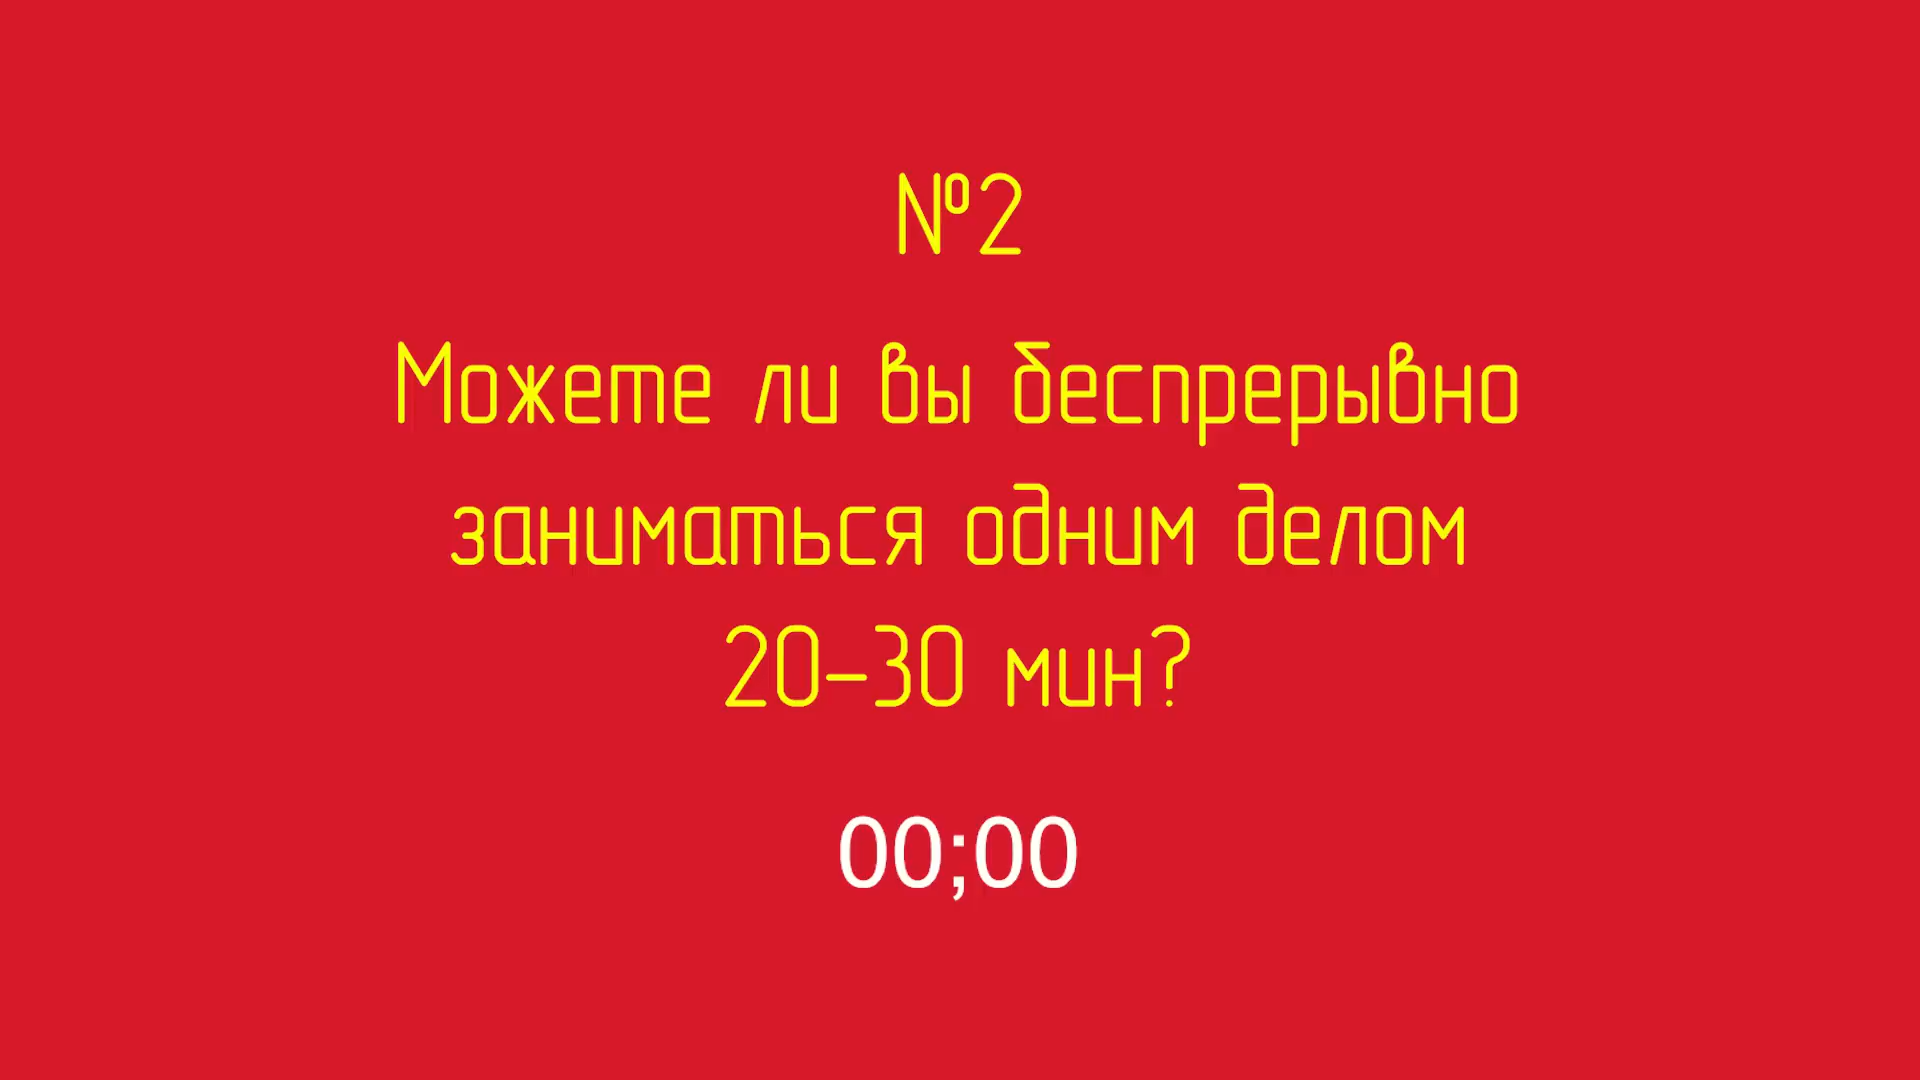 №2
Можете ли вы беспрерывно
заниматься одним делом
20-30 мин?
00;00